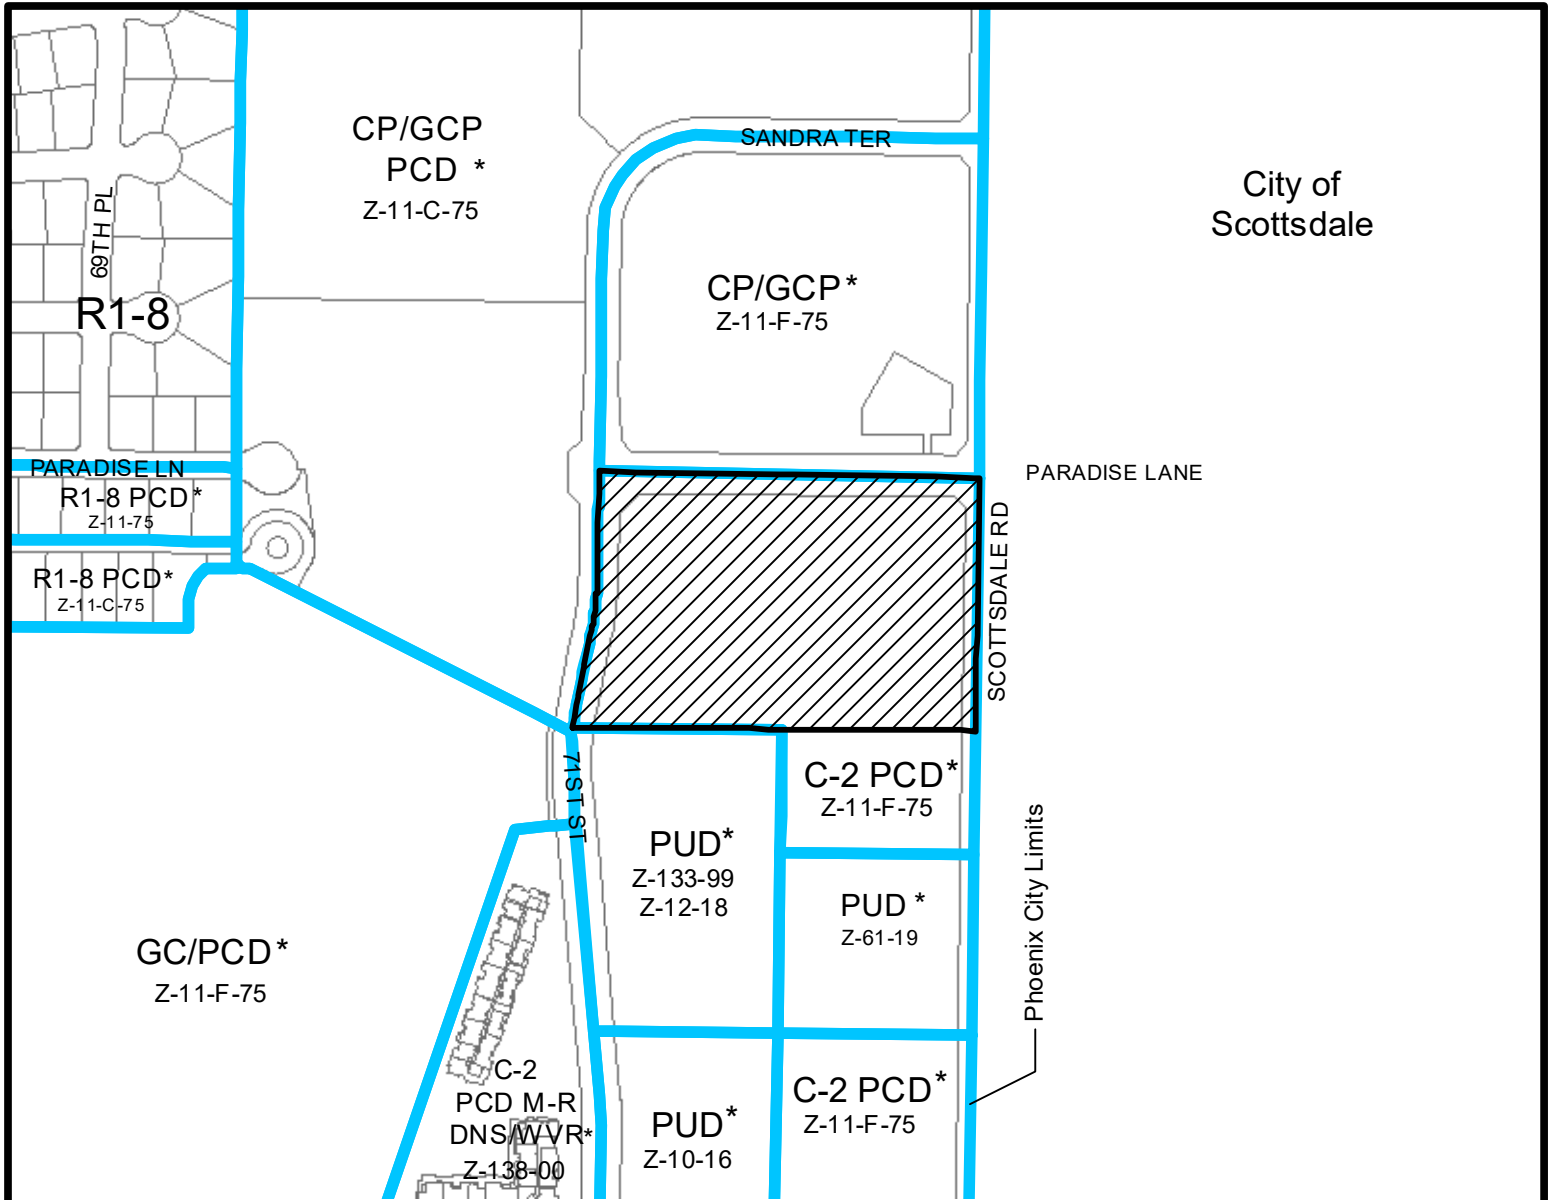 CP/GCP
PCD *
Z-11-C-75
SANDRA TER
City of
Scottsdale
69TH PL
R1-8
CP/GCP*
Z-11-F-75
PARADISE LN
R1-8 PCD*
Z-11-75
PARADISE LANE
R1-8 PCD*
Z-11-C-75
SCOTTSDALE RD
71ST ST
C-2 PCD*
Z-11-F-75
PUD*
Z-133-99
Z-12-18
PUD *
Z-61-19
Phoenix City Limits
GC/PCD*
Z-11-F-75
C-2
PCD M-R
DNS/WVR*
Z-138-00
PUD*
Z-10-16
C-2 PCD*
Z-11-F-75